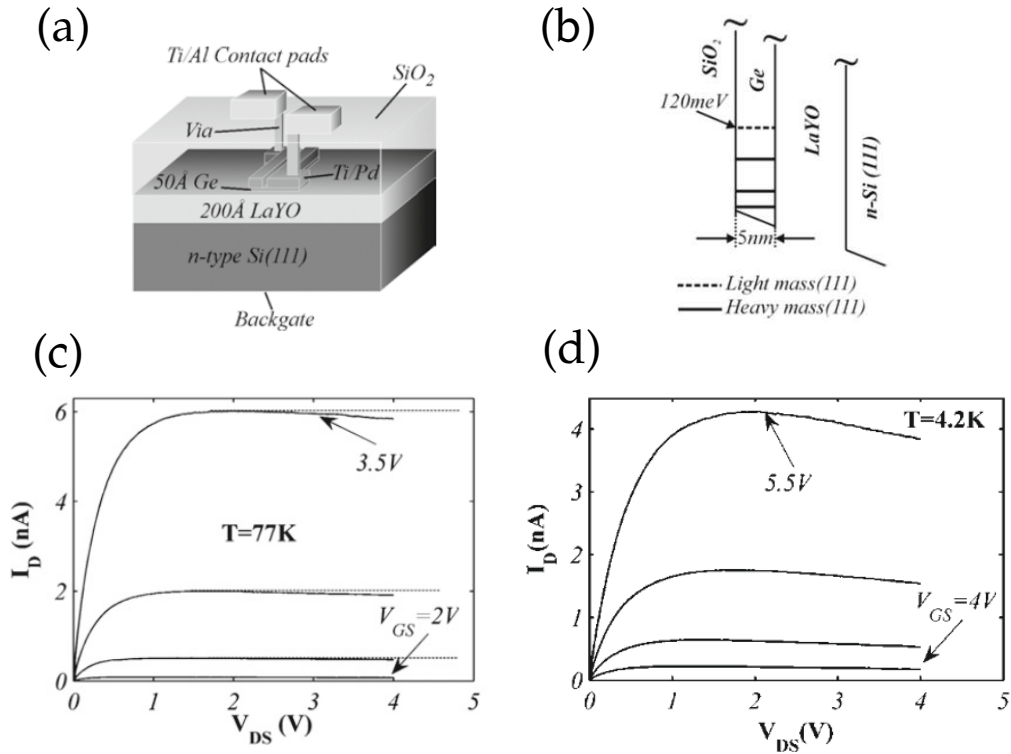 (a)
Ti/Al Contact pads
SiO2
Via
Ti/Pd
50Å Ge
200Å LaYO
n-type Si(111)
Backgate
(b)
SiO2
Ge
LaYO
n-Si (111)
120meV
5nm
Light mass(111)
Heavy mass(111)
(c)
6
4
2
0
ID (nA)
3.5V
T=77K
VGS=2V
0 1 2 3 4 5
VDS (V)
(d)
4
3
2
1
0
ID(nA)
T=4.2K
5.5V
VGS=4V
0 1 2 3 4 5
VDS (V)